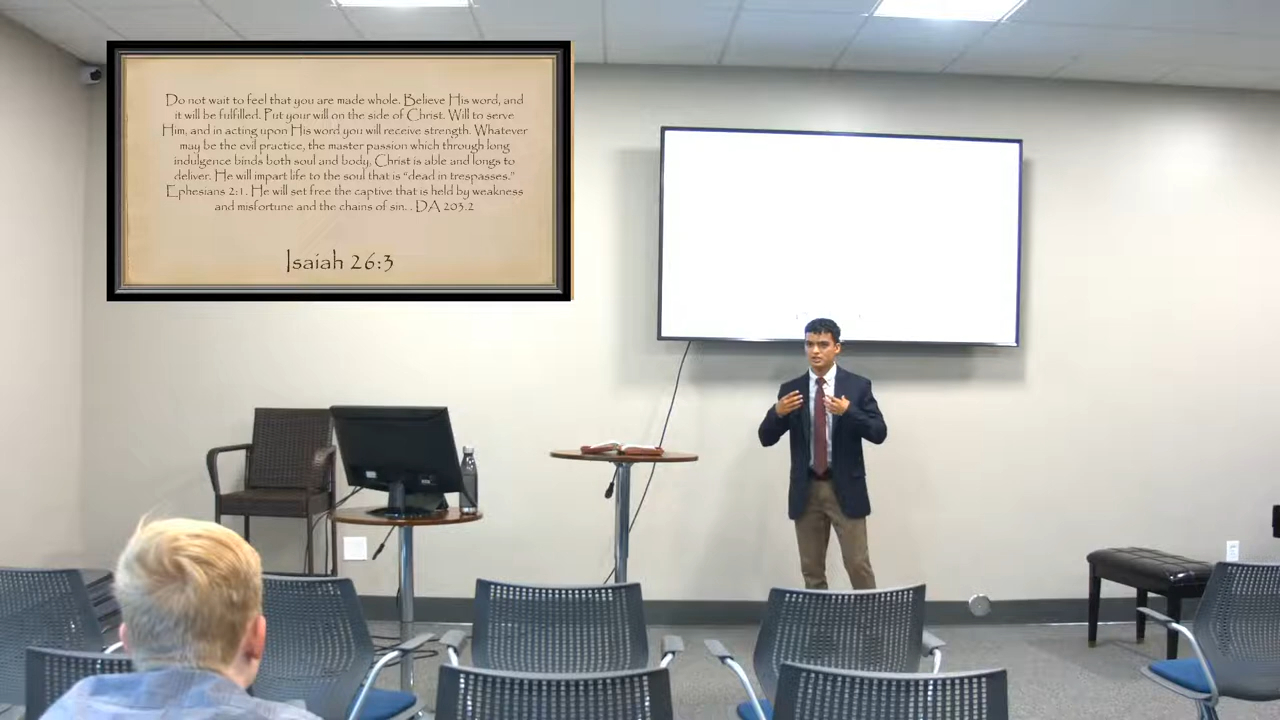 Do not wait to feel that you are made whole. Believe His word, and
it will be fulfilled. Put your will on the side of Christ. Will to serve
Him, and in acting upon His word you will receive strength. Whatever
may be the evil practice, the master passion which through long
indulgence binds both soul and body, Christ is able and longs to
deliver. He will impart life to the soul that is “dead in trespasses.”
Ephesians 2:1. He will set free the captive that is held by weakness
and misfortune and the chains of sin. . DA 203.2
Isaiah 26:3